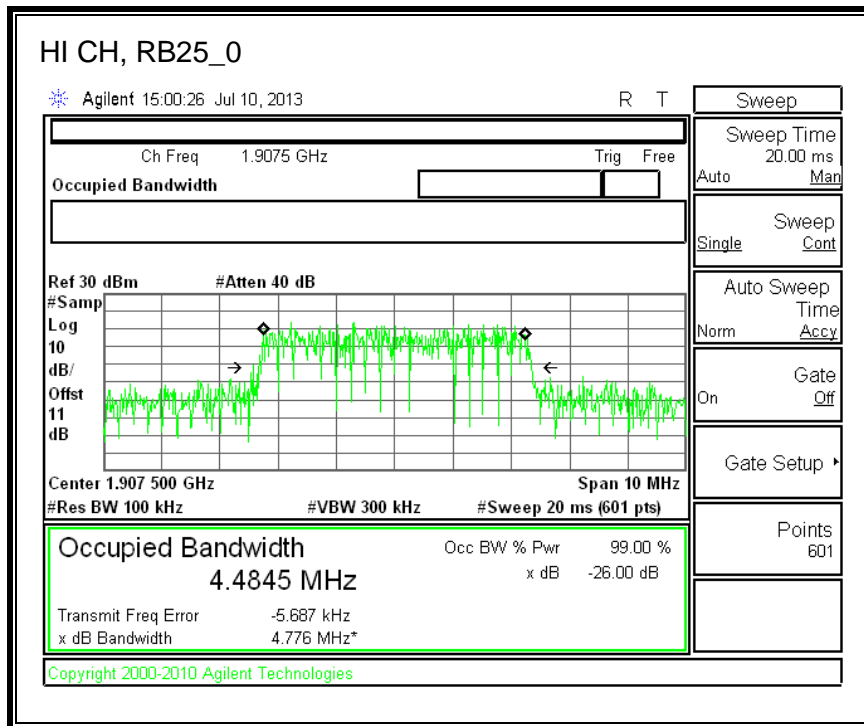 HI CH, RB25_0
Agilent 15:00:26 Jul 10, 2013 R T
Ch Freq 1.9075 GHz Trig Free
Occupied Bandwidth
Ref 30 dBm #Atten 40 dB
#Samp
Log
10
dB/
Offst
11
dB
Center 1.907 500 GHz Span 10 MHz
#Res BW 100 kHz #VBW 300 kHz #Sweep 20 ms (601 pts)
Occupied Bandwidth Occ BW % Pwr 99.00 %
4.4845 MHz x dB -26.00 dB
Transmit Freq Error -5.687 kHz
x dB Bandwidth 4.776 MHz*
Copyright 2000-2010 Agilent Technologies
Sweep
Sweep Time
20.00 ms
Auto Man
Sweep
Single Cont
Auto Sweep
Time
Norm Accy
Gate
On Off
Gate Setup
Points
601